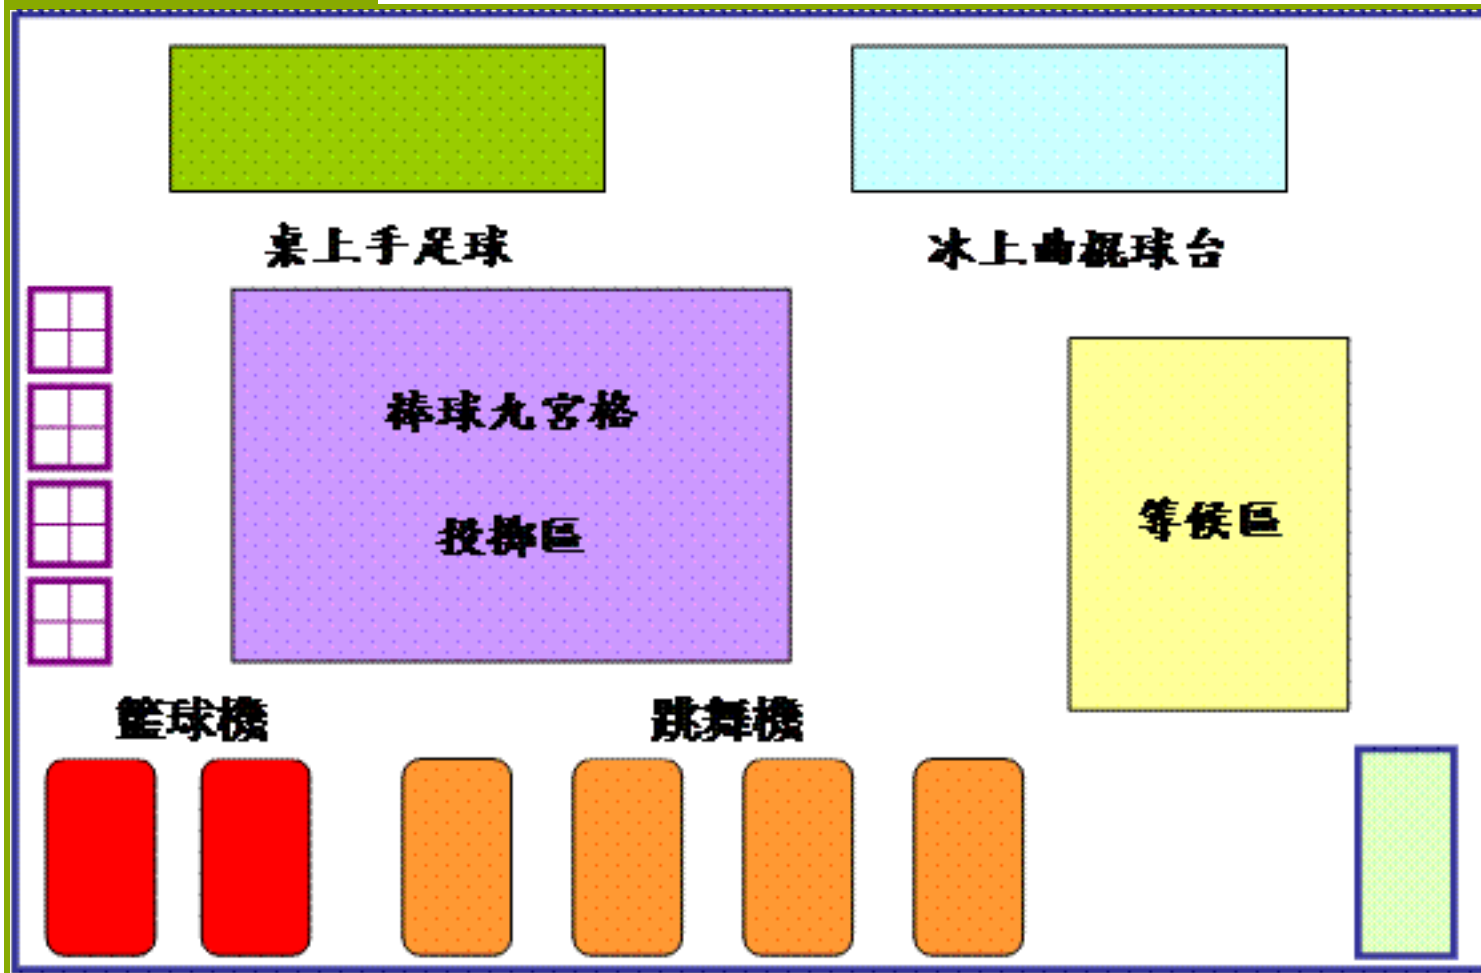 桌上手足球
冰上曲棍球台
棒球九宮格
投擲區
等候區
籃球機
跳舞機